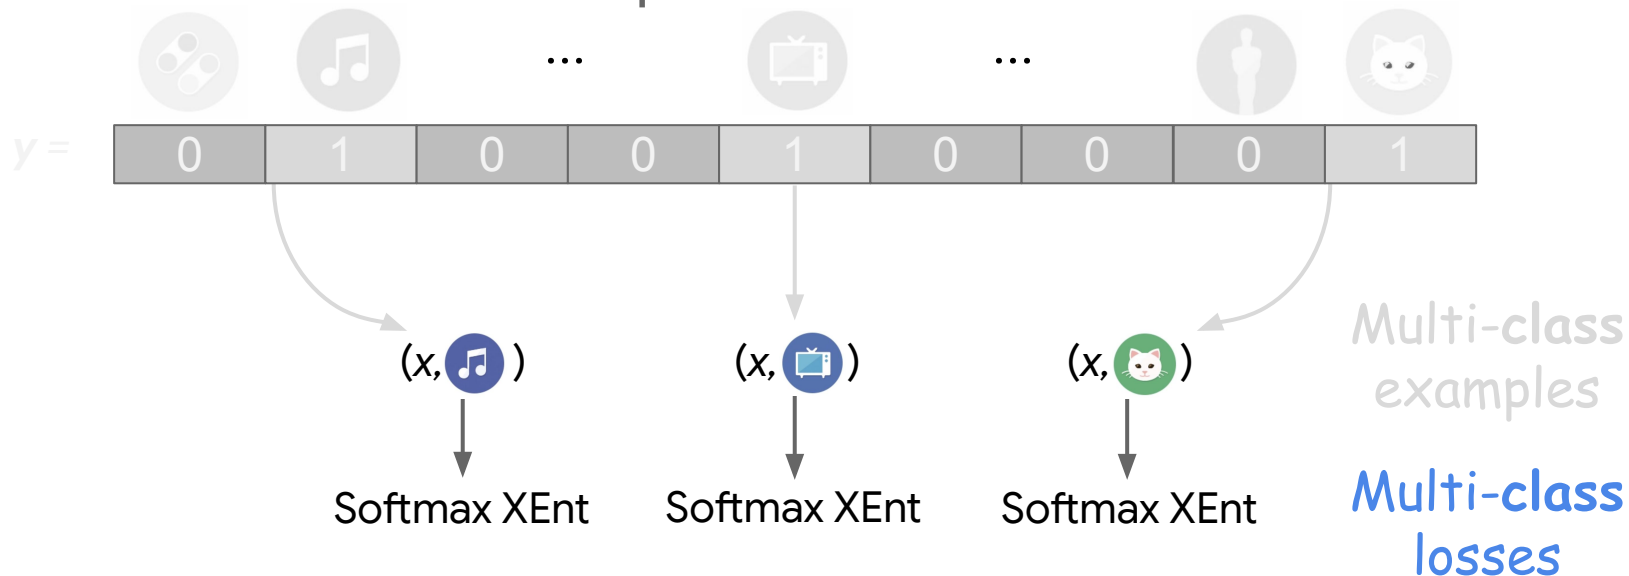 ... ...
y = 0 1 0 0 1 0 0 0 1
(x, ) (x, ) (x, )
Multi-class
examples
Softmax XEnt Softmax XEnt Softmax XEnt
Multi-class
losses